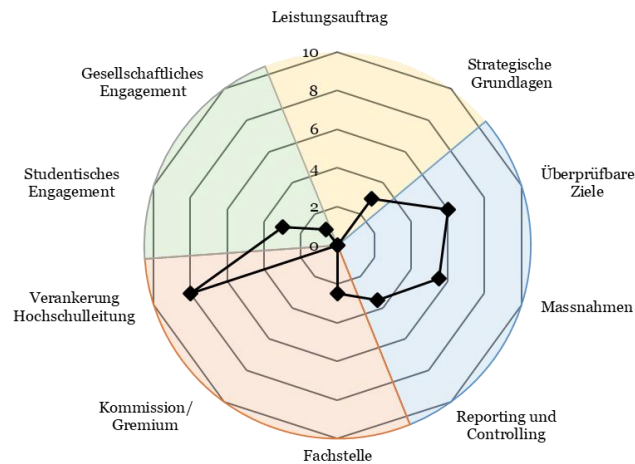 Leistungsauftrag
Strategische
Grundlagen
Überprüfbare
Ziele
Massnahmen
Reporting und
Controlling
Fachstelle
Kommission/
Gremium
Verankerung
Hochschulleitung
Studentisches
Engagement
Gesellschaftliches
Engagement
10
8
6
4
2
0